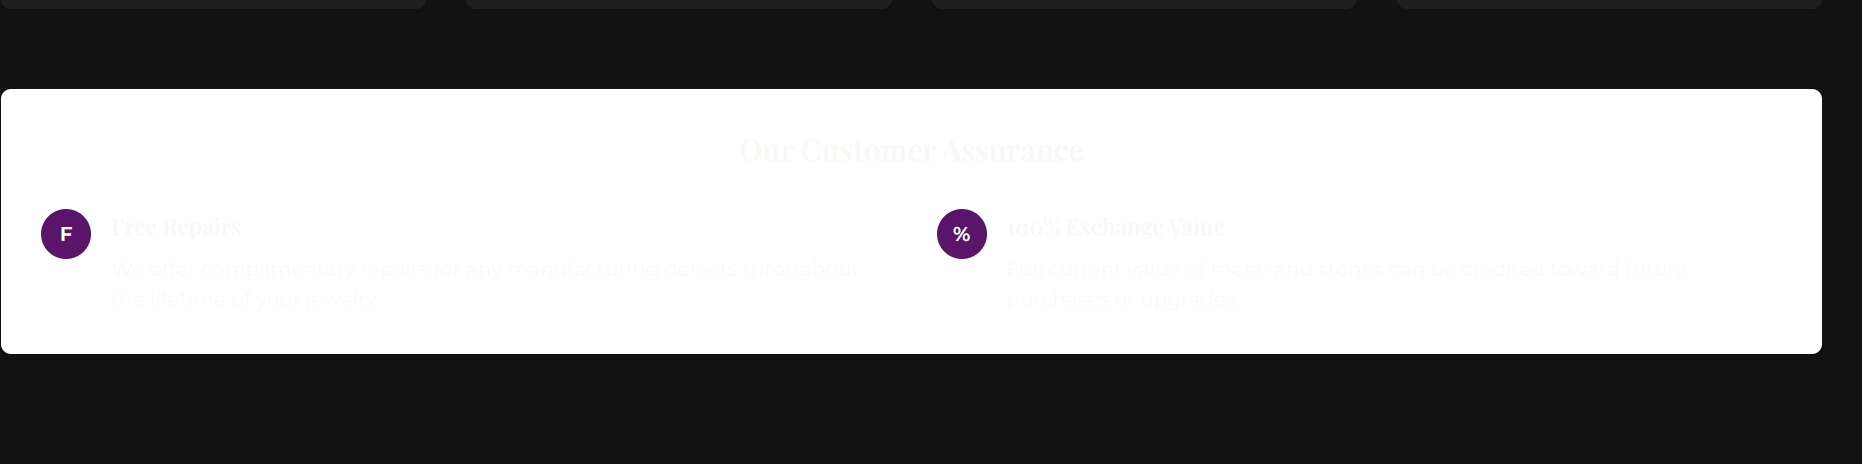 Our Customer Assurance
F
Free Repairs
We offer complimentary repairs for any manufacturing defects throughout
the lifetime of your jewelry.
%
100% Exchange Value
Full current value of metal and stones can be credited toward future
purchases or upgrades.